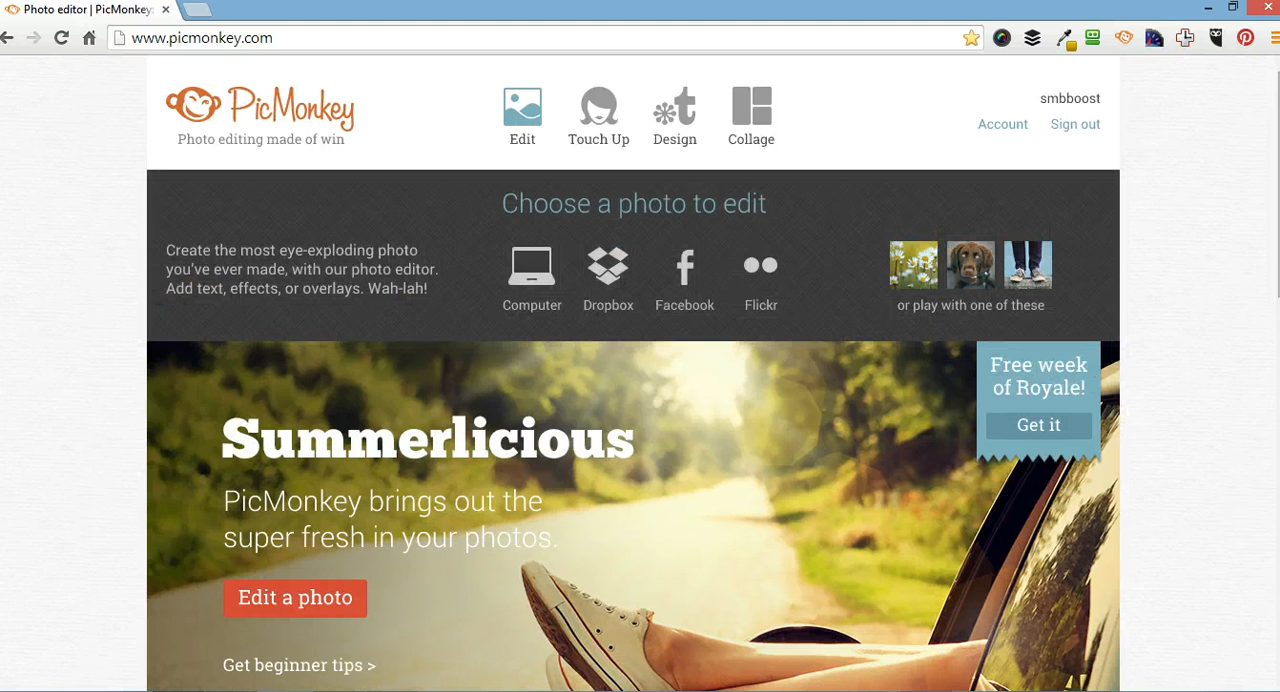 Photo editor | PicMonkey:
www.picmonkey.com
PicMonkey
Photo editing made of win
Edit
Touch Up
Design
Collage
smbboost
Account
Sign out
Choose a photo to edit
Create the most eye-exploding photo
you've ever made, with our photo editor.
Add text, effects, or overlays. Wah-lah!
Computer
Dropbox
Facebook
Flickr
or play with one of these
Free week
of Royale!
Get it
Summerlicious
PicMonkey brings out the
super fresh in your photos.
Edit a photo
Get beginner tips >